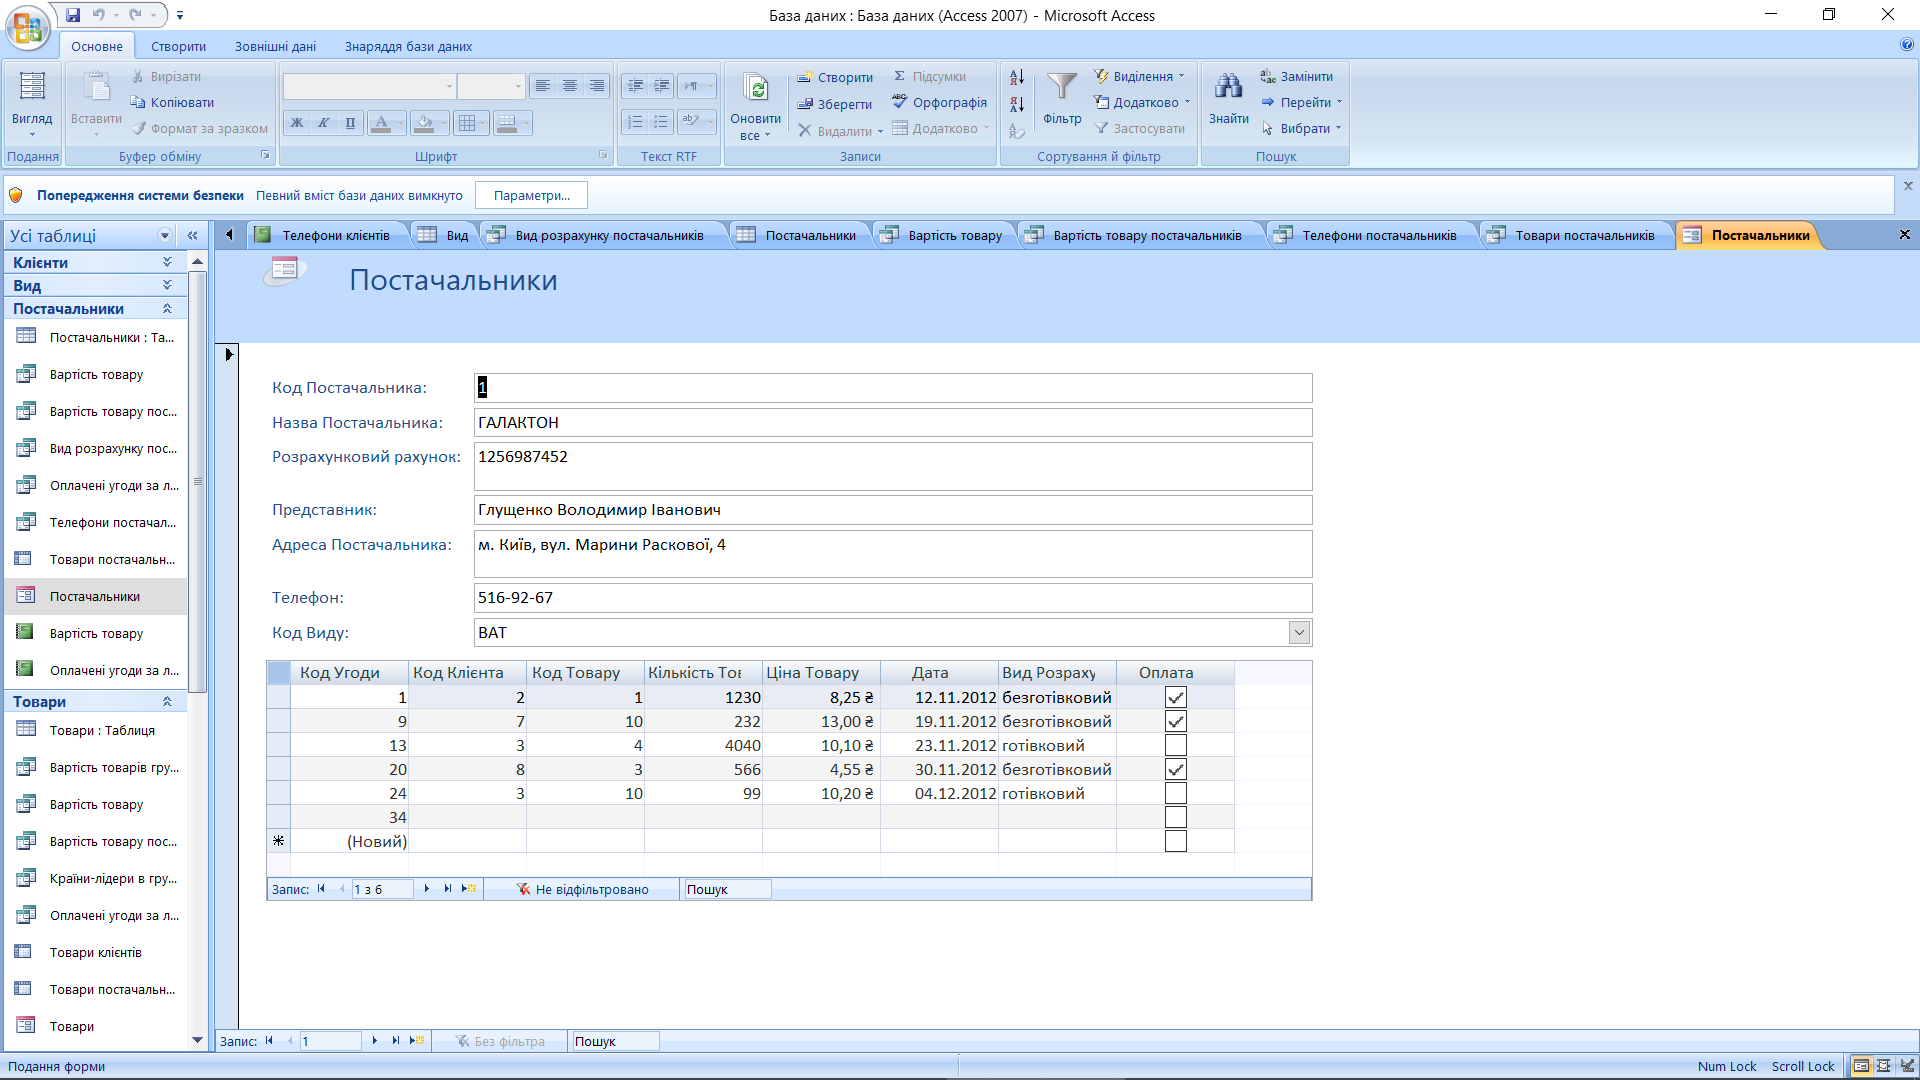 База даних : База даних (Access 2007) - Microsoft Access
Основне Створити Зовнішні дані Знаряддя бази даних
Вигляд
Подання
Вставити
Вирізати
Копіювати
Формат за зразком
Буфер обміну
Ж К П А
Шрифт
Текст RTF
Оновити все
Створити
Зберегти
Видалити
Підсумки
Орфографія
Додатково
Записи
Фільтр
Виділення
Додатково
Застосувати
Сортування й фільтр
Знайти
Замінити
Перейти
Вибрати
Пошук
Попередження системи безпеки Певний вміст бази даних вимкнуто Параметри...
Усі таблиці
Клієнти
Вид
Постачальники
Постачальники : Та...
Вартість товару
Вартість товару пос...
Вид розрахунку пос...
Оплачені угоди за л...
Телефони постачал...
Товари постачальн...
Постачальники
Вартість товару
Оплачені угоди за л...
Товари
Товари : Таблиця
Вартість товарів гру...
Вартість товару
Вартість товару пос...
Країни-лідери в гру...
Оплачені угоди за л...
Товари клієнтів
Товари постачальн...
Товари
Телефони клієнтів Вид Вид розрахунку постачальників Постачальники Вартість товару Вартість товару постачальників Телефони постачальників Товари постачальників Постачальники
Постачальники
Код Постачальника: 1
Назва Постачальника: ГАЛАКТОН
Розрахунковий рахунок: 1256987452
Представник: Глущенко Володимир Іванович
Адреса Постачальника: м. Київ, вул. Марини Раскової, 4
Телефон: 516-92-67
Код Виду: ВАТ
Код Угоди Код Клієнта Код Товару Кількість Тов Ціна Товару Дата Вид Розраху Оплата
1 2 1 1230 8,25 ₴ 12.11.2012 безготівковий
9 7 10 232 13,00 ₴ 19.11.2012 безготівковий
13 3 4 4040 10,10 ₴ 23.11.2012 готівковий
20 8 3 566 4,55 ₴ 30.11.2012 безготівковий
24 3 10 99 10,20 ₴ 04.12.2012 готівковий
34
(Новий)
Запис: 1 з 6 Не відфільтровано Пошук
Запис: 1 Без фільтра Пошук
Подання форми Num Lock Scroll Lock